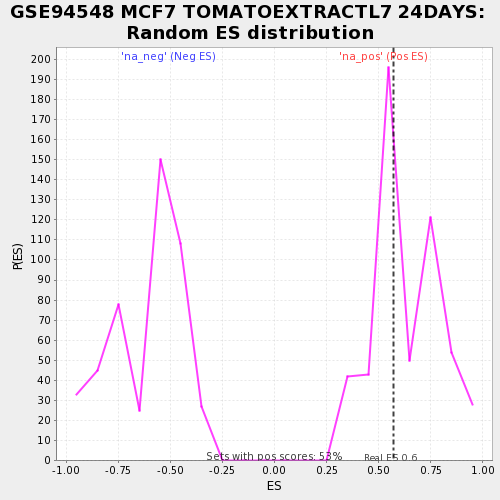 GSE94548 MCF7 TOMATOEXTRACTL7 24DAYS:
Random ES distribution
'na_neg' (Neg ES) 'na_pos' (Pos ES)
200
190
180
170
160
150
140
130
120
110
100
90
80
70
60
50
40
30
20
10
0
P(ES)
Sets with pos scores: 53%
Real ES 0.6
-1.00 -0.75 -0.50 -0.25 0.00 0.25 0.50 0.75 1.00
ES